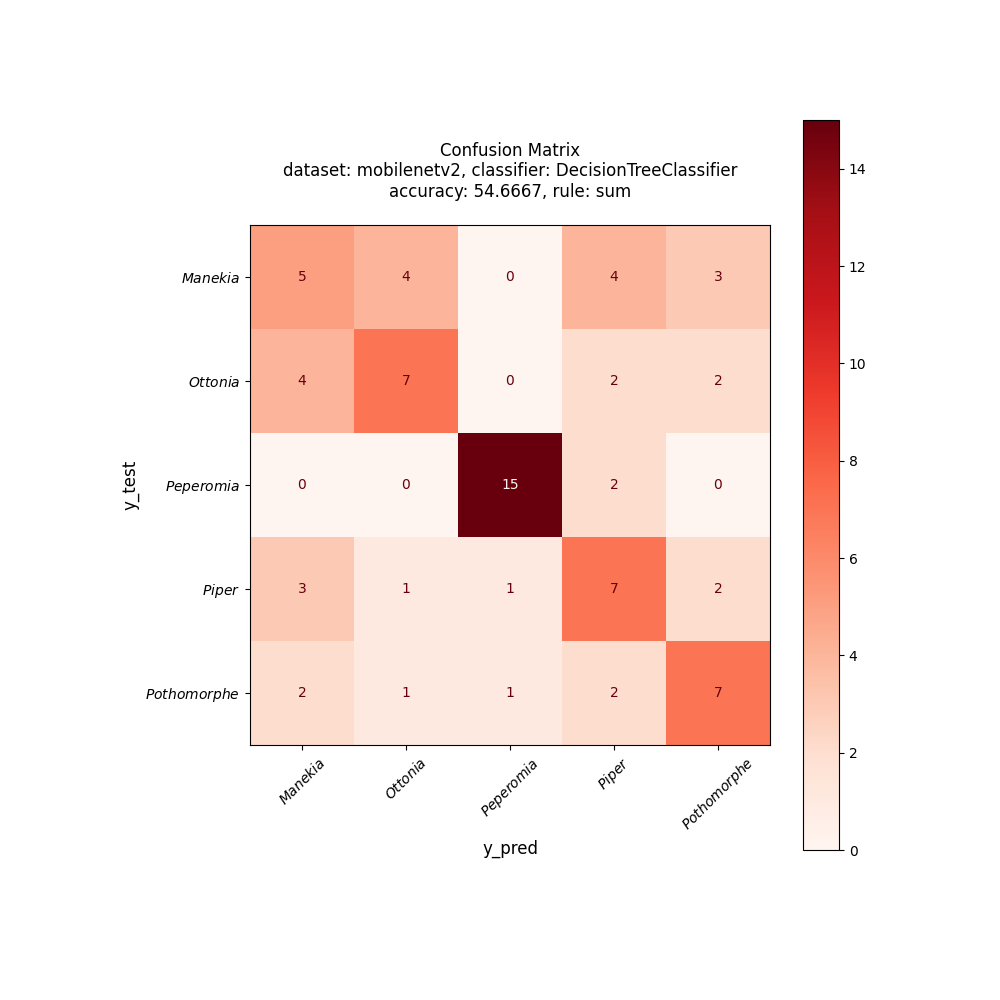 Confusion Matrix
dataset: mobilenetv2, classifier: DecisionTreeClassifier
accuracy: 54.6667, rule: sum
y_test
Manekia 5 4 0 4 3
Ottonia 4 7 0 2 2
Peperomia 0 0 15 2 0
Piper 3 1 1 7 2
Pothomorphe 2 1 1 2 7
Manekia Ottonia Peperomia Piper Pothomorphe
y_pred
14
12
10
8
6
4
2
0